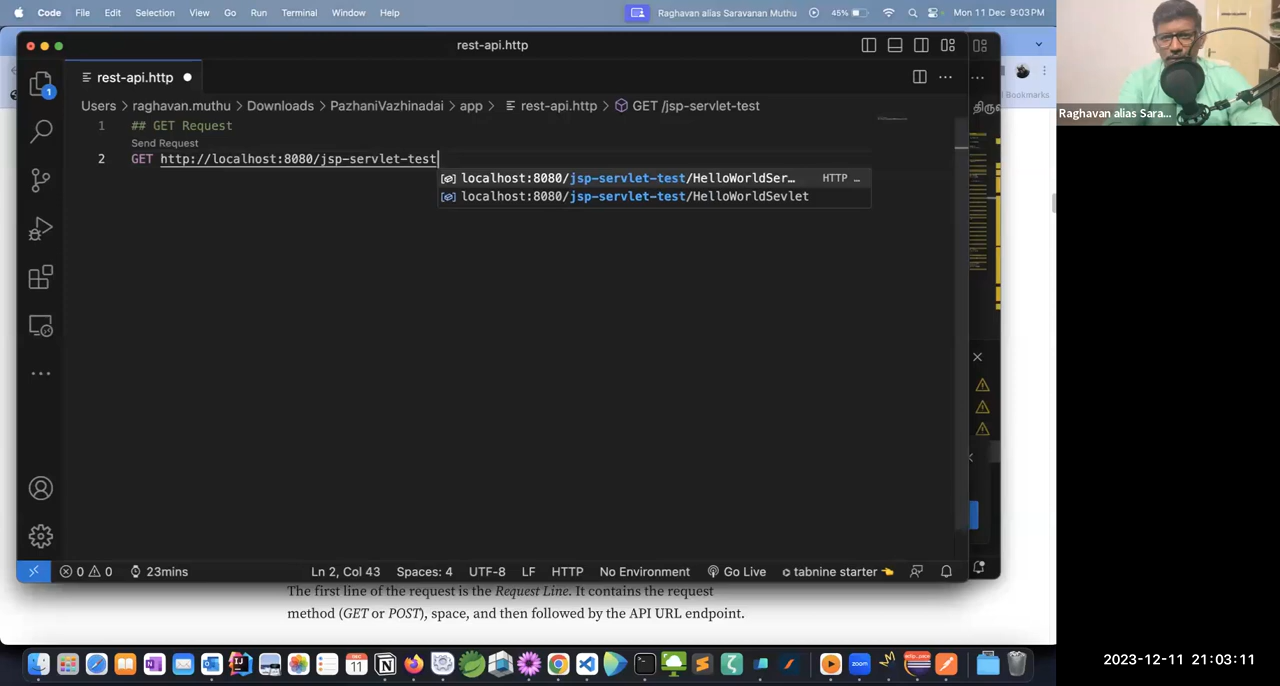 Code File Edit Selection View Go Run Terminal Window Help Raghavan alias Saravanan Muthu 45% Mon 11 Dec 9:03 PM
rest-api.http
rest-api.http
1
Bookmarks
Users > raghavan.muthu > Downloads > PazhaniVazhinadai > app > rest-api.http > GET /jsp-servlet-test
Raghavan alias Sara...
1 ## GET Request
Send Request
2 GET http://localhost:8080/jsp-servlet-test
localhost:8080/jsp-servlet-test/HelloWorldSer… HTTP …
localhost:8080/jsp-servlet-test/HelloWorldSevlet
0 0 23mins Ln 2, Col 43 Spaces: 4 UTF-8 LF HTTP No Environment Go Live tabnine starter
The first line of the request is the Request Line. It contains the request
method (GET or POST), space, and then followed by the API URL endpoint.
2023-12-11 21:03:11